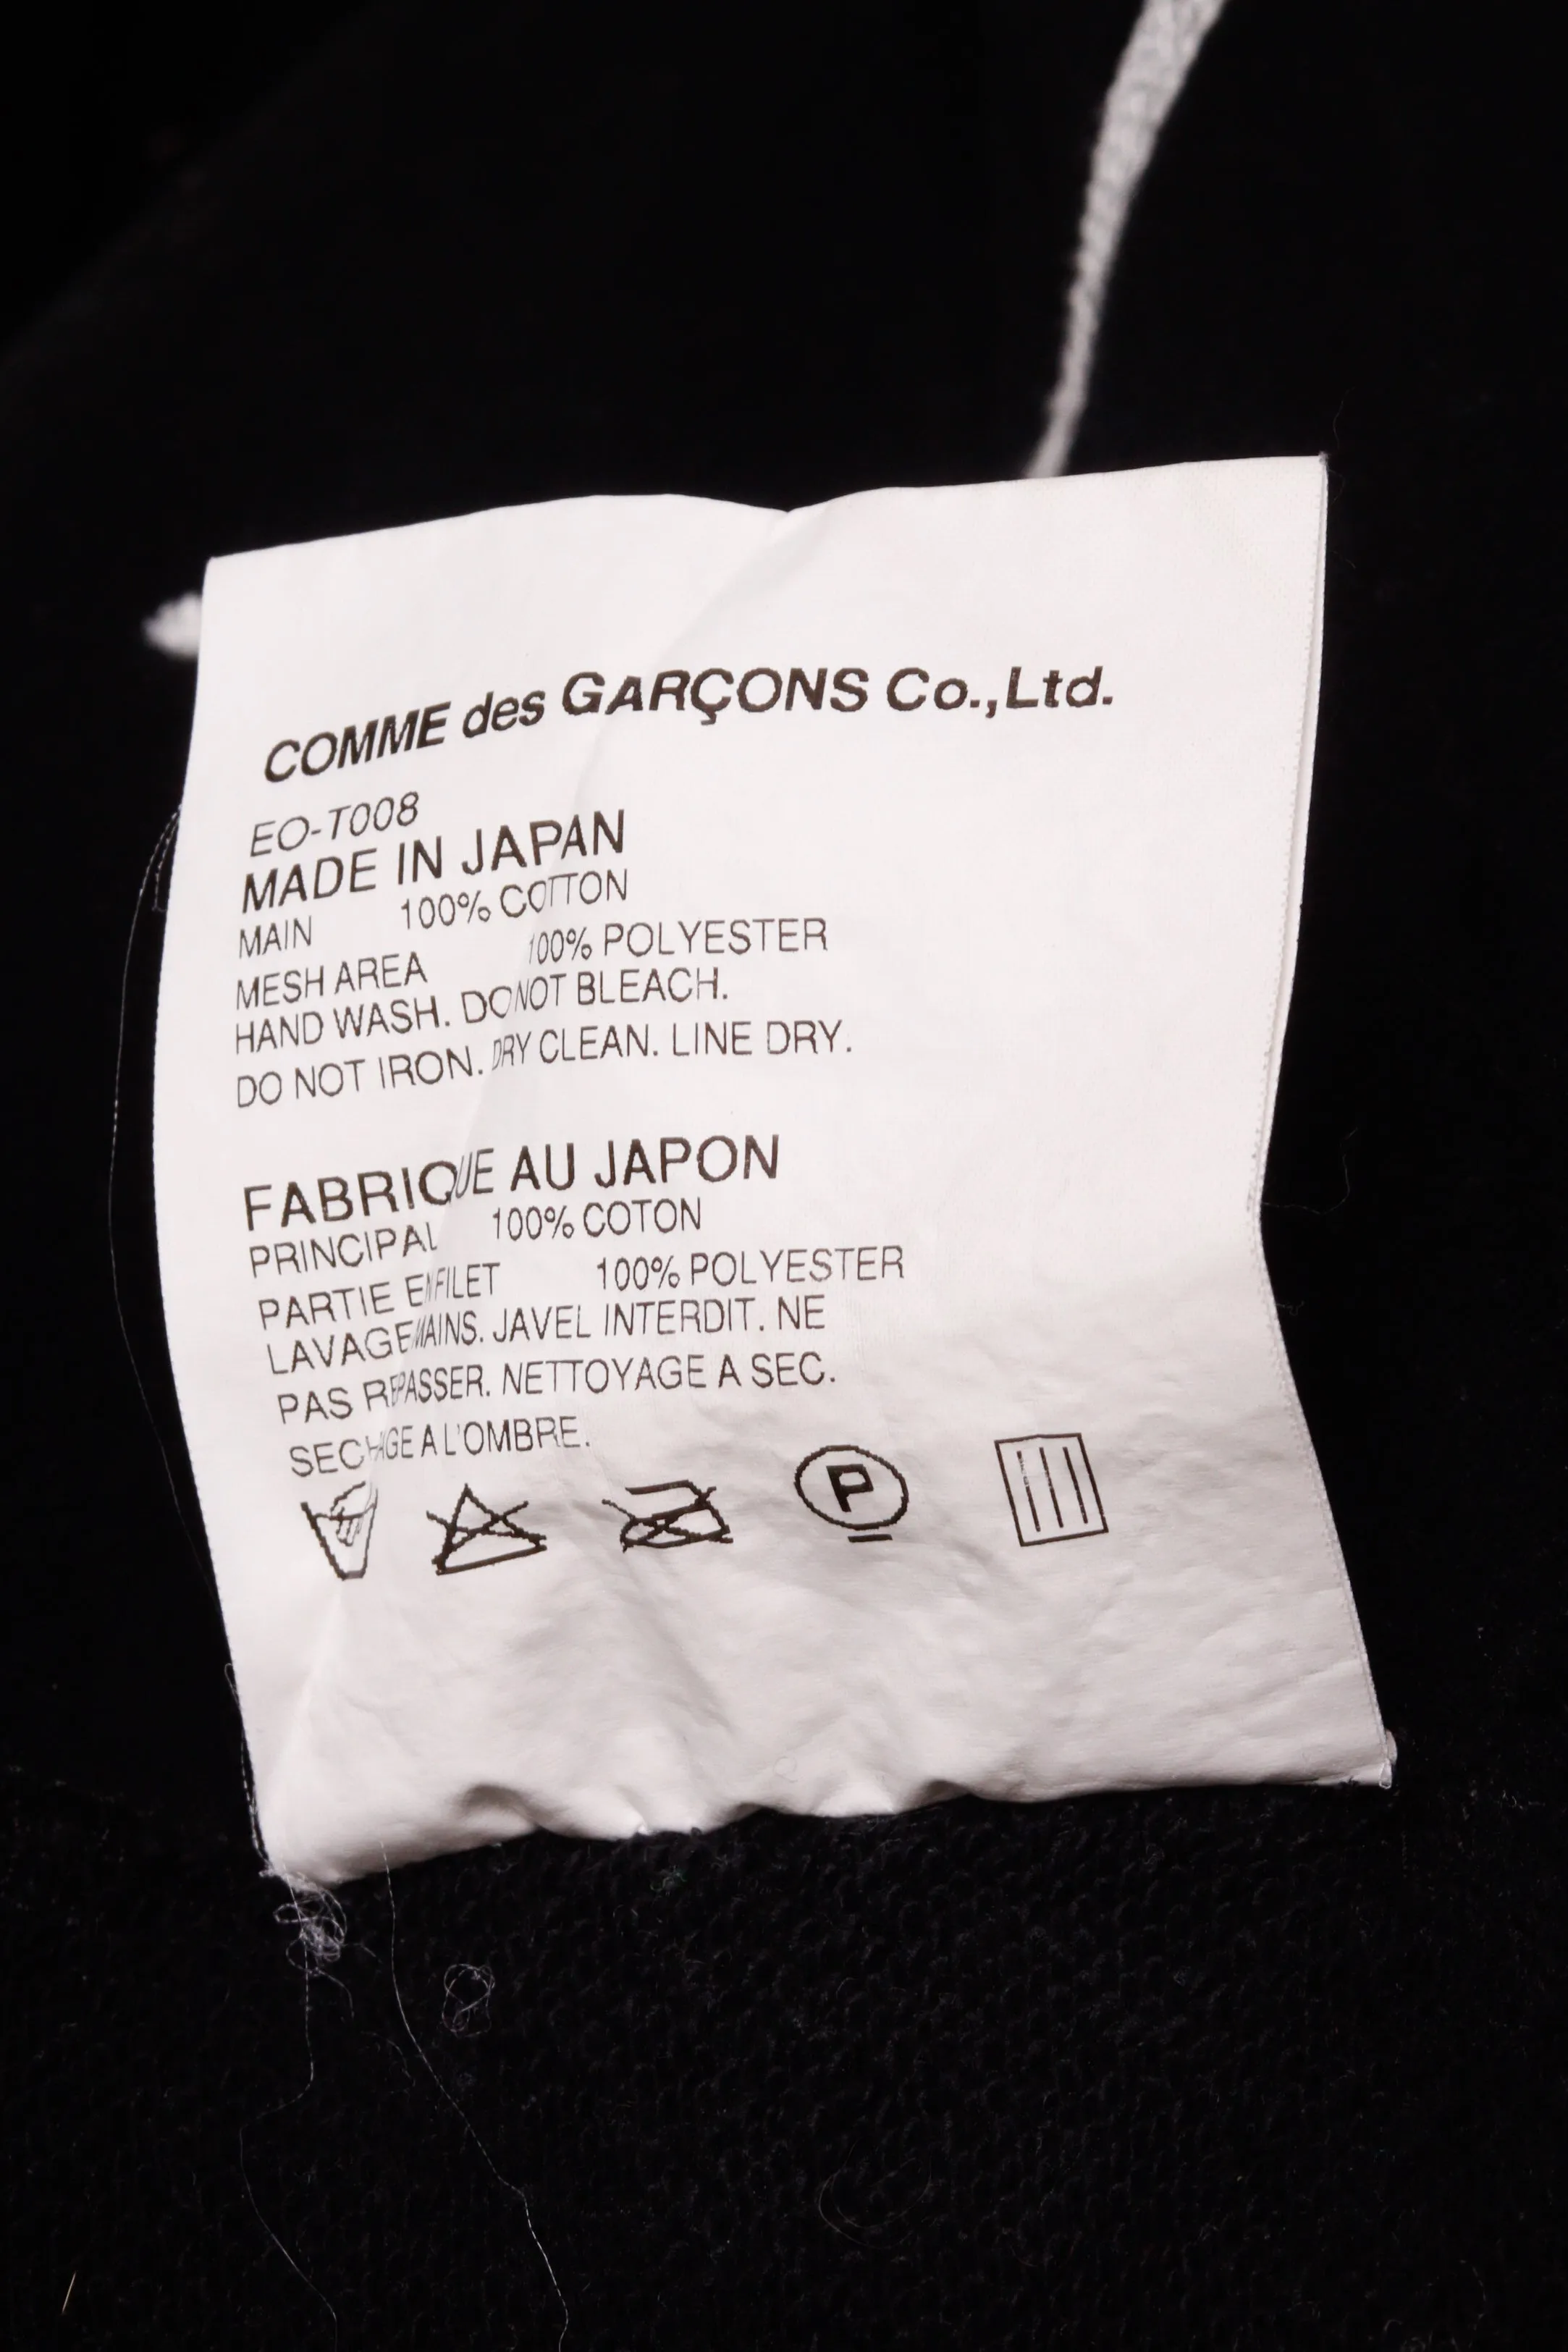 COMME des GARÇONS Co.,Ltd.
EO-T008
MADE IN JAPAN
MAIN 100% COTTON
MESH AREA 100% POLYESTER
HAND WASH. DO NOT BLEACH.
DO NOT IRON. DRY CLEAN. LINE DRY.
FABRIQUE AU JAPON
PRINCIPAL 100% COTON
PARTIE EN FILET 100% POLYESTER
LAVAGE MAINS. JAVEL INTERDIT. NE
PAS REPASSER. NETTOYAGE A SEC.
SECHAGE A L'OMBRE.
P